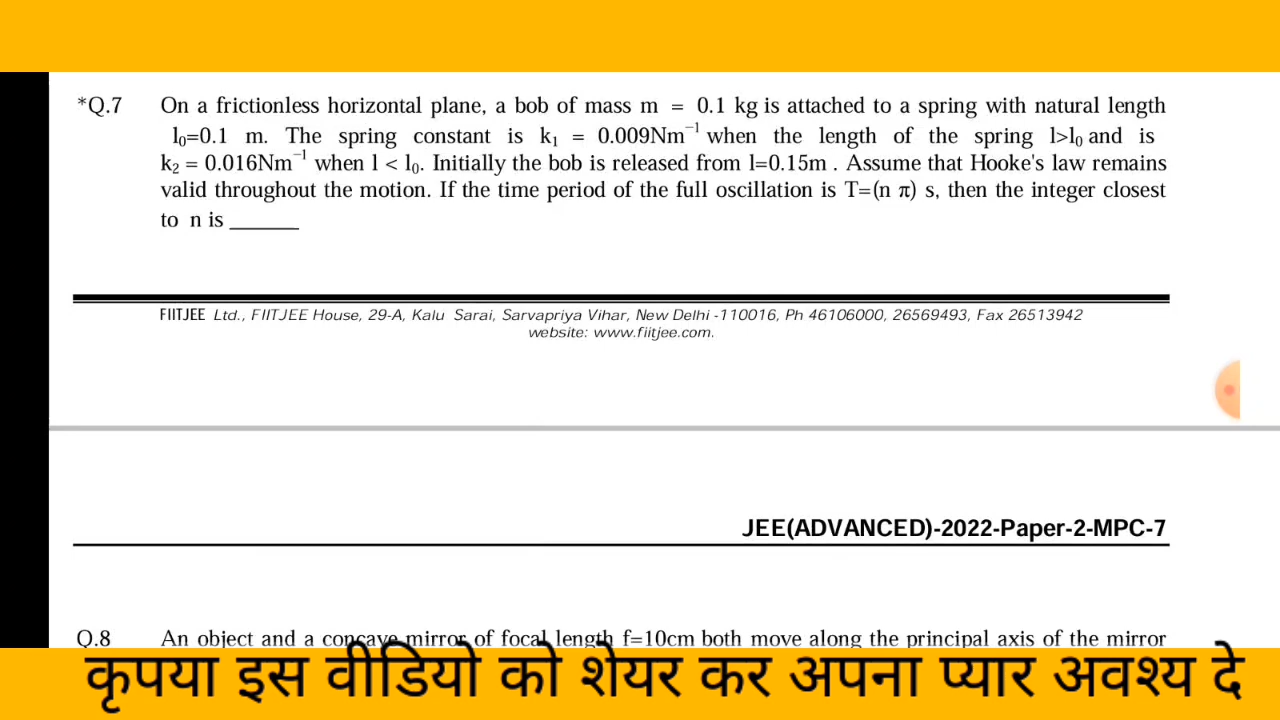 *Q.7 On a frictionless horizontal plane, a bob of mass m = 0.1 kg is attached to a spring with natural length
l₀=0.1 m. The spring constant is k₁ = 0.009Nm⁻¹ when the length of the spring l>l₀ and is
k₂ = 0.016Nm⁻¹ when l < l₀. Initially the bob is released from l=0.15m . Assume that Hooke's law remains
valid throughout the motion. If the time period of the full oscillation is T=(n π) s, then the integer closest
to n is ______
FIITJEE Ltd., FIITJEE House, 29-A, Kalu Sarai, Sarvapriya Vihar, New Delhi -110016, Ph 46106000, 26569493, Fax 26513942
website: www.fiitjee.com.
JEE(ADVANCED)-2022-Paper-2-MPC-7
Q.8 An object and a concave mirror of focal length f=10cm both move along the principal axis of the mirror
कृपया इस वीडियो को शेयर कर अपना प्यार अवश्य दे